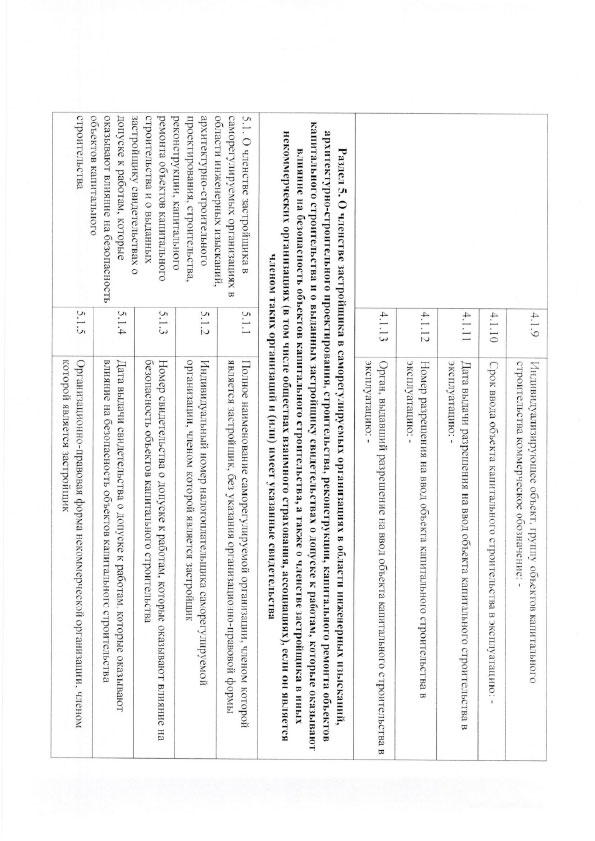 4.1.9
Индивидуализирующее объект, группу объектов капитального
строительства коммерческое обозначение: -
4.1.10
Срок ввода объекта капитального строительства в эксплуатацию: -
4.1.11
Дата выдачи разрешения на ввод объекта капитального строительства в
эксплуатацию: -
4.1.12
Номер разрешения на ввод объекта капитального строительства в
эксплуатацию: -
4.1.13
Орган, выдавший разрешение на ввод объекта капитального строительства в
эксплуатацию: -
Раздел 5. О членстве застройщика в саморегулируемых организациях в области инженерных изысканий,
архитектурно-строительного проектирования, строительства, реконструкции, капитального ремонта объектов
капитального строительства и о выданных застройщику свидетельствах о допуске к работам, которые оказывают
влияние на безопасность объектов капитального строительства, а также о членстве застройщика в иных
некоммерческих организациях (в том числе обществах взаимного страхования, ассоциациях), если он является
членом таких организаций и (или) имеет указанные свидетельства
5.1. О членстве застройщика в
саморегулируемых организациях в
области инженерных изысканий,
архитектурно-строительного
проектирования, строительства,
реконструкции, капитального
ремонта объектов капитального
строительства и о выданных
застройщику свидетельствах о
допуске к работам, которые
оказывают влияние на безопасность
объектов капитального
строительства
5.1.1
Полное наименование саморегулируемой организации, членом которой
является застройщик, без указания организационно-правовой формы
5.1.2
Индивидуальный номер налогоплательщика саморегулируемой
организации, членом которой является застройщик
5.1.3
Номер свидетельства о допуске к работам, которые оказывают влияние на
безопасность объектов капитального строительства
5.1.4
Дата выдачи свидетельства о допуске к работам, которые оказывают
влияние на безопасность объектов капитального строительства
5.1.5
Организационно-правовая форма некоммерческой организации, членом
которой является застройщик